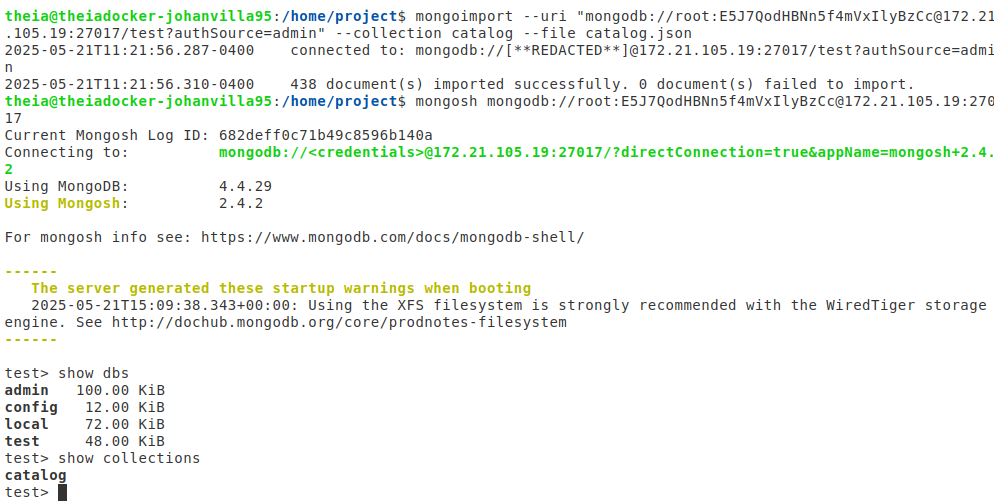 theia@theiadocker-johanvilla95:/home/project$ mongoimport --uri "mongodb://root:E5J7QodHBNn5f4mVxIlyBzCc@172.21
.105.19:27017/test?authSource=admin" --collection catalog --file catalog.json
2025-05-21T11:21:56.287-0400    connected to: mongodb://[**REDACTED**]@172.21.105.19:27017/test?authSource=admi
n
2025-05-21T11:21:56.310-0400    438 document(s) imported successfully. 0 document(s) failed to import.
theia@theiadocker-johanvilla95:/home/project$ mongosh mongodb://root:E5J7QodHBNn5f4mVxIlyBzCc@172.21.105.19:270
17
Current Mongosh Log ID: 682deff0c71b49c8596b140a
Connecting to:          mongodb://<credentials>@172.21.105.19:27017/?directConnection=true&appName=mongosh+2.4.
2
Using MongoDB:          4.4.29
Using Mongosh:          2.4.2
For mongosh info see: https://www.mongodb.com/docs/mongodb-shell/
------
   The server generated these startup warnings when booting
   2025-05-21T15:09:38.343+00:00: Using the XFS filesystem is strongly recommended with the WiredTiger storage
engine. See http://dochub.mongodb.org/core/prodnotes-filesystem
------
test> show dbs
admin   100.00 KiB
config   12.00 KiB
local    72.00 KiB
test     48.00 KiB
test> show collections
catalog
test>